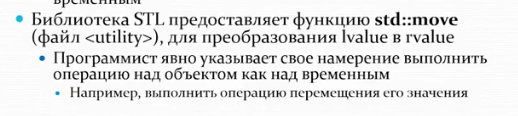 временным
• Библиотека STL предоставляет функцию std::move
(файл <utility>), для преобразования lvalue в rvalue
• Программист явно указывает свое намерение выполнить
операцию над объектом как над временным
• Например, выполнить операцию перемещения его значения